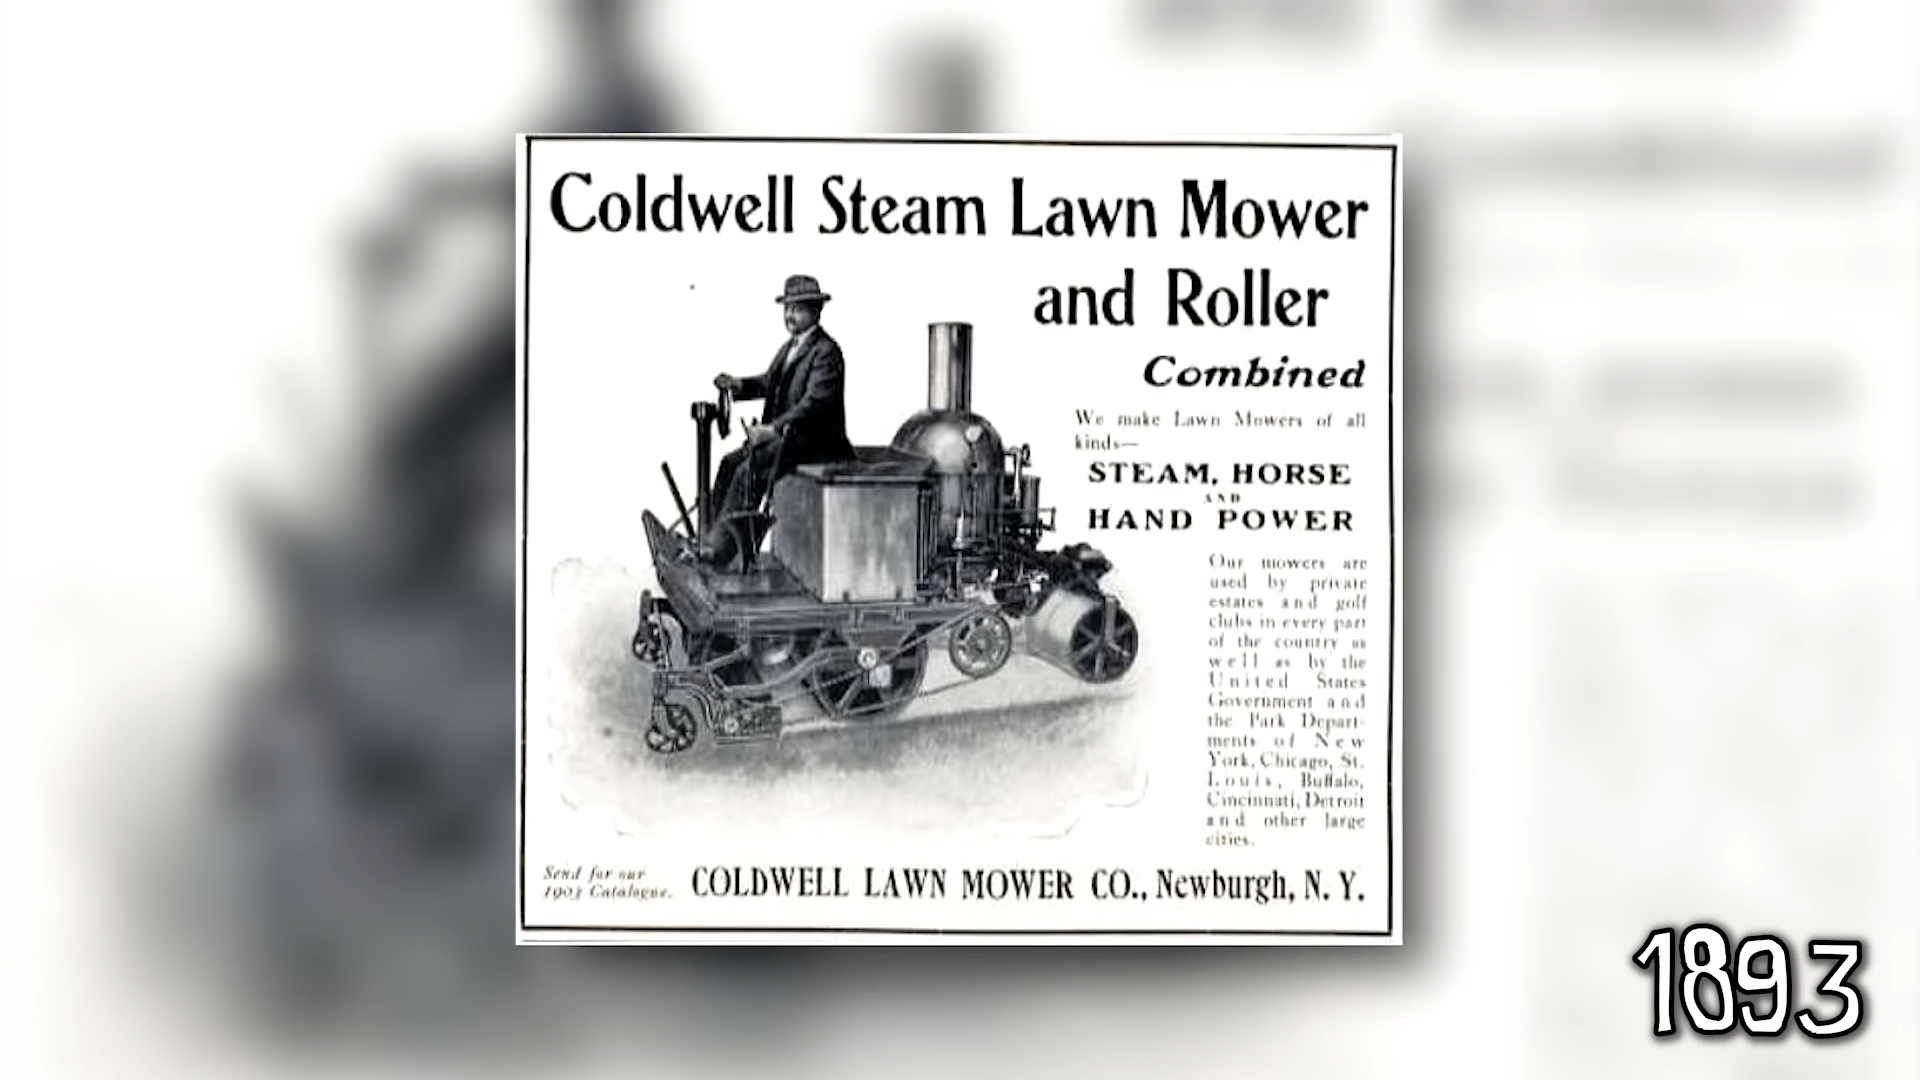 Coldwell Steam Lawn Mower
and Roller
Combined
We make Lawn Mowers of all
kinds—
STEAM, HORSE
AND
HAND POWER
Our mowers are
used by private
estates and golf
clubs in every part
of the country as
well as by the
United States
Government and
the Park Depart-
ments of New
York, Chicago, St.
Louis, Buffalo,
Cincinnati, Detroit
and other large
cities.
Send for our
1903 Catalogue.
COLDWELL LAWN MOWER CO., Newburgh, N. Y.
1893